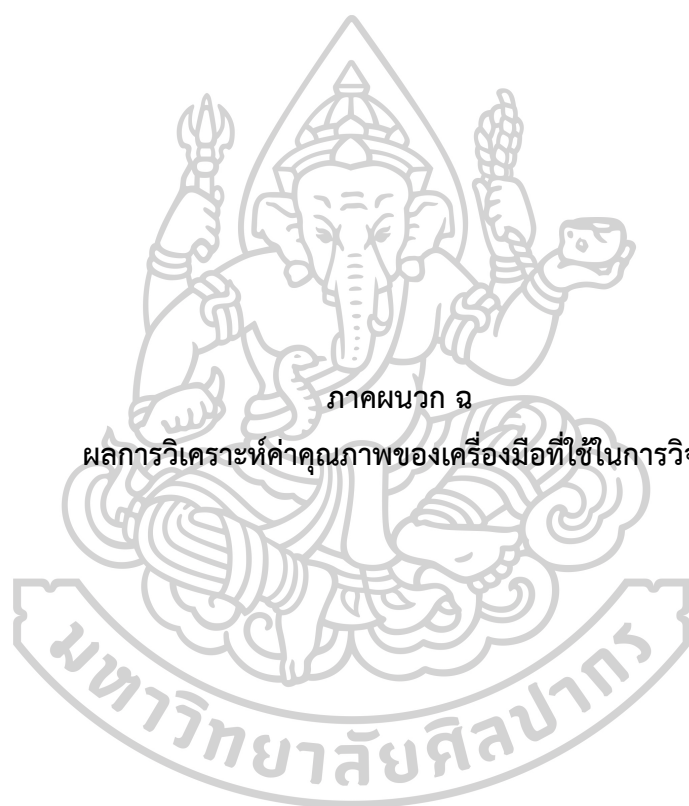 ภาคผนวก ฉ
ผลการวิเคราะห์ค่าคุณภาพของเครื่องมือที่ใช้ในการวิ
มหาวิทยาลัยศิลปากร